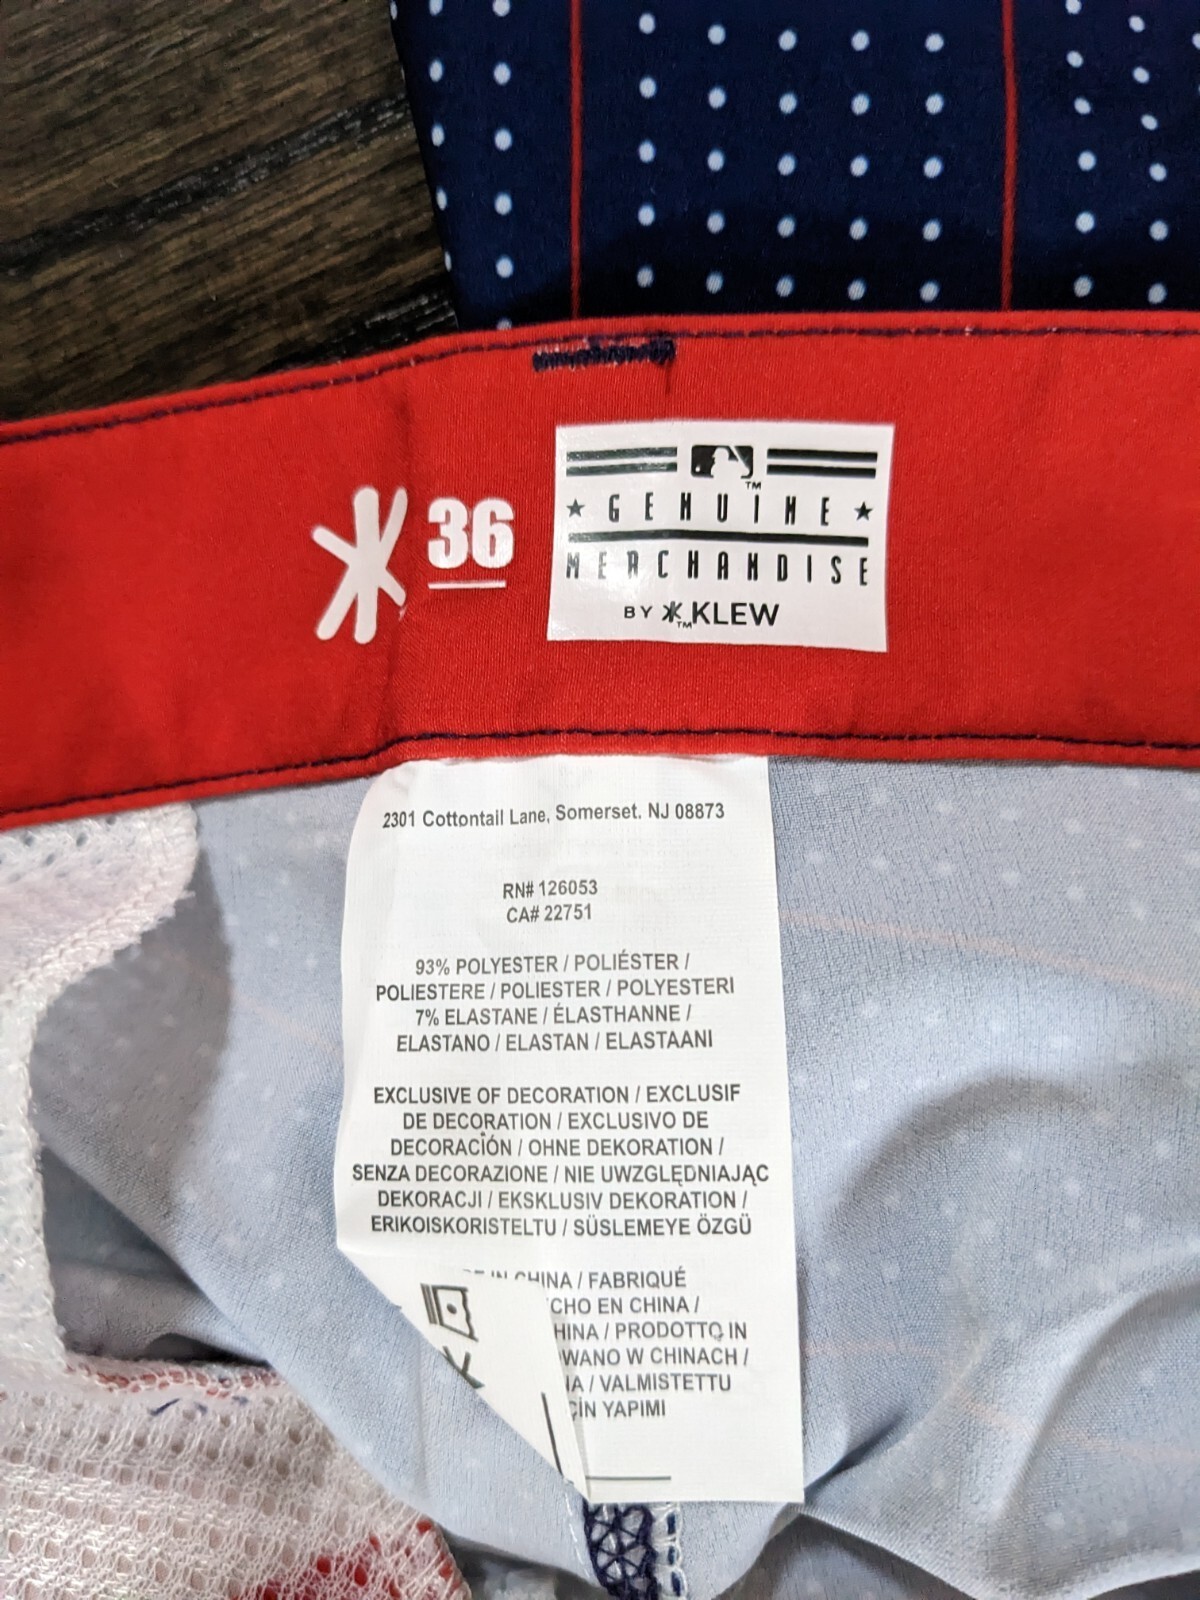 36
GENUINE
MERCHANDISE
BY KLEW
2301 Cottontail Lane, Somerset, NJ 08873
RN# 126053
CA# 22751
93% POLYESTER / POLIÉSTER /
POLIESTERE / POLIESTER / POLYESTERI
7% ELASTANE / ÉLASTHANNE /
ELASTANO / ELASTAN / ELASTAANI
EXCLUSIVE OF DECORATION / EXCLUSIF
DE DECORATION / EXCLUSIVO DE
DECORACIÓN / OHNE DEKORATION /
SENZA DECORAZIONE / NIE UWZGLĘDNIAJĄC
DEKORACJI / EKSKLUSIV DEKORATION /
ERIKOISKORISTELTU / SÜSLEMEYE ÖZGÜ
IN CHINA / FABRIQUÉ
CHO EN CHINA /
HINA / PRODOTTO IN
WANO W CHINACH /
A / VALMISTETTU
ÇİN YAPIMI